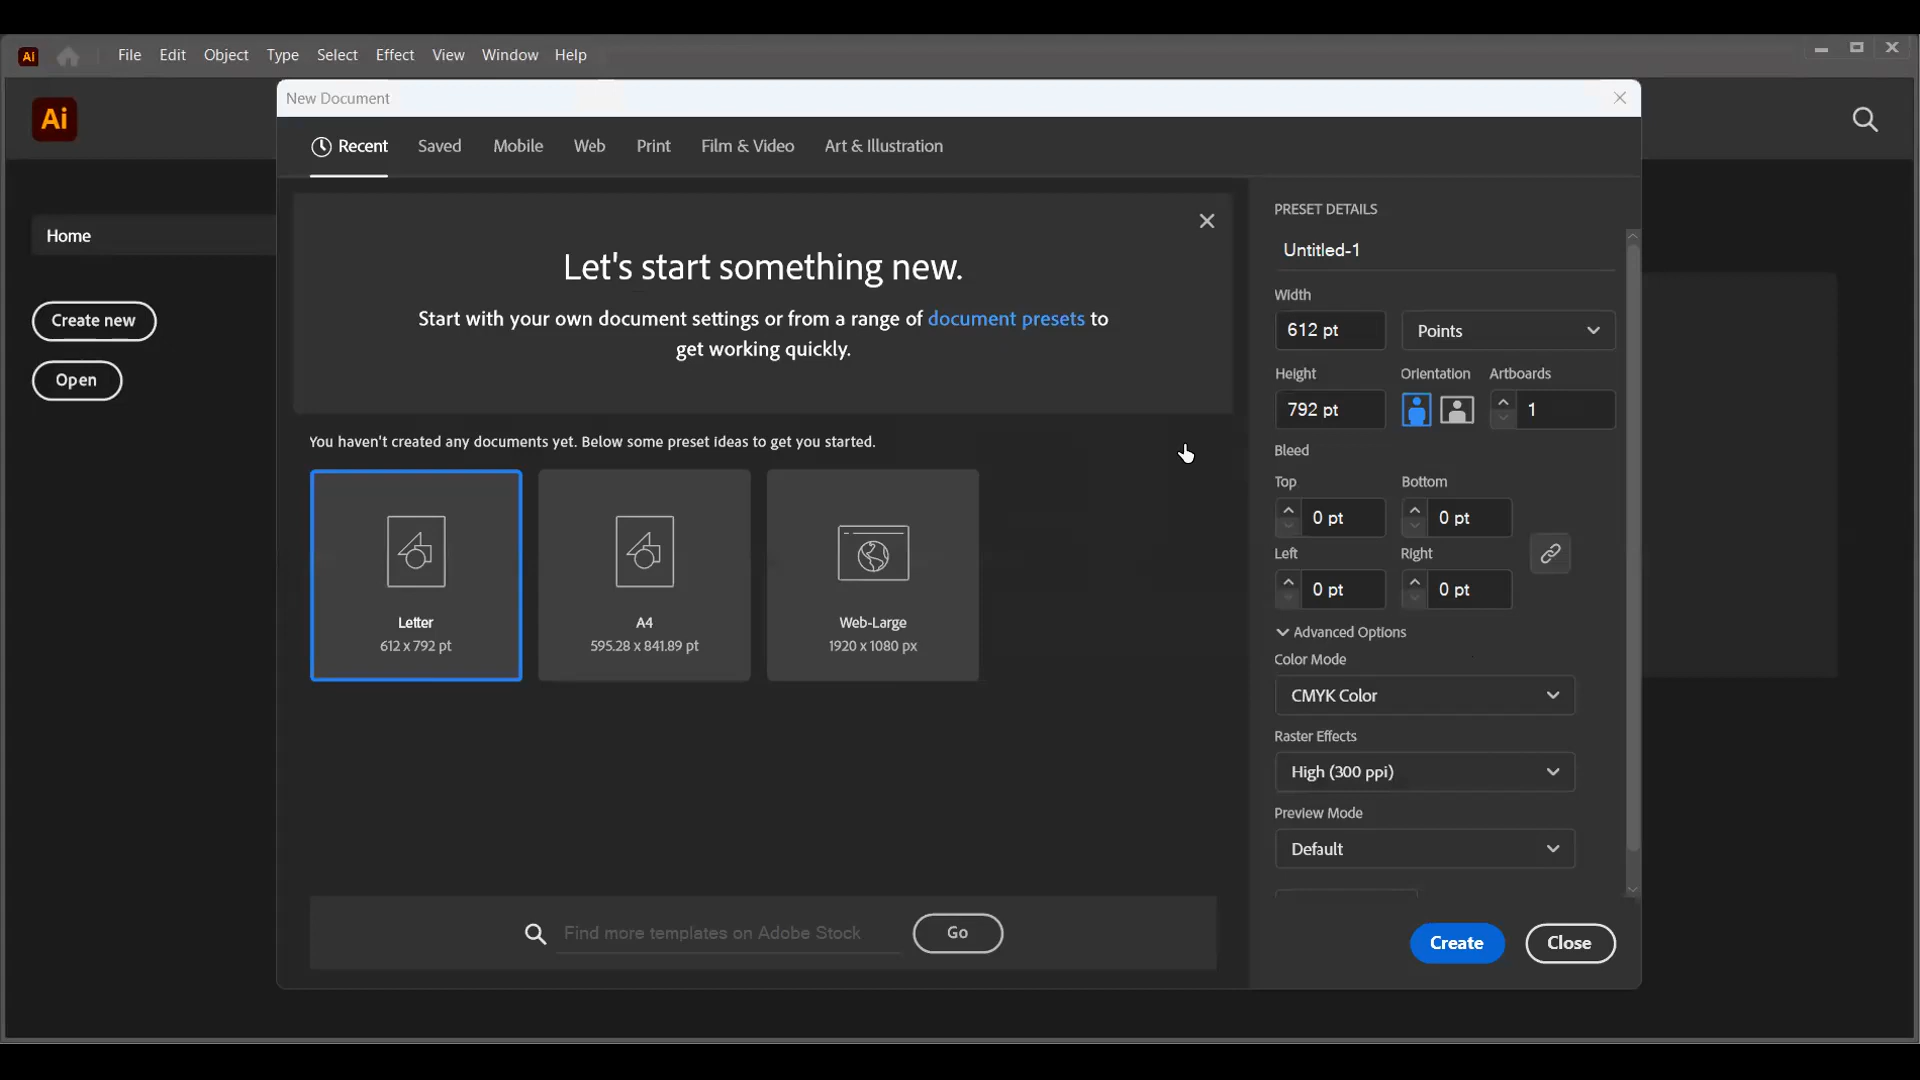 Ai
File Edit Object Type Select Effect View Window Help
New Document
Ai
Recent Saved Mobile Web Print Film & Video Art & Illustration
Home
Create new
Open
Let's start something new.
Start with your own document settings or from a range of document presets to
get working quickly.
You haven't created any documents yet. Below some preset ideas to get you started.
Letter
612 x 792 pt
A4
595.28 x 841.89 pt
Web-Large
1920 x 1080 px
Find more templates on Adobe Stock
Go
PRESET DETAILS
Untitled-1
Width
612 pt Points
Height Orientation Artboards
792 pt 1
Bleed
Top Bottom
0 pt 0 pt
Left Right
0 pt 0 pt
Advanced Options
Color Mode
CMYK Color
Raster Effects
High (300 ppi)
Preview Mode
Default
Create Close